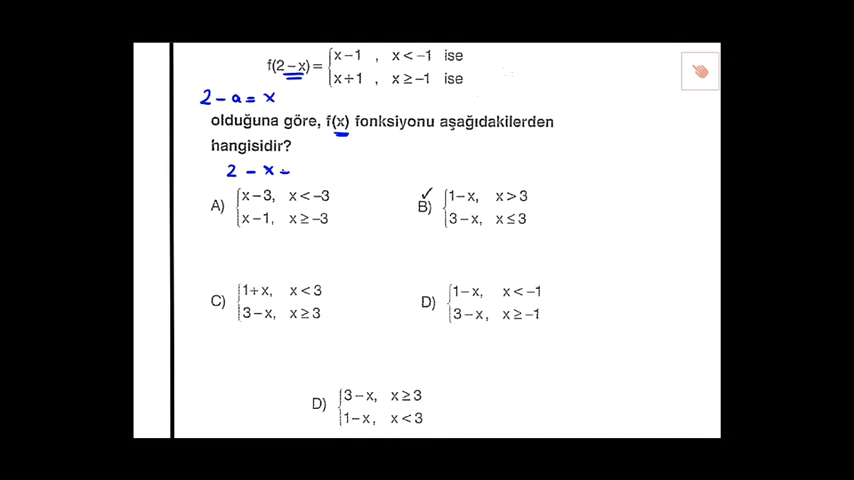 f(2-x) = { x-1 , x < -1 ise
x+1 , x ≥ -1 ise
2-a = x
olduğuna göre, f(x) fonksiyonu aşağıdakilerden
hangisidir?
2 - x =
A) { x-3, x < -3
x-1, x ≥ -3
✓ B) { 1-x, x > 3
3-x, x ≤ 3
C) { 1+x, x < 3
3-x, x ≥ 3
D) { 1-x, x < -1
3-x, x ≥ -1
D) { 3-x, x ≥ 3
1-x, x < 3